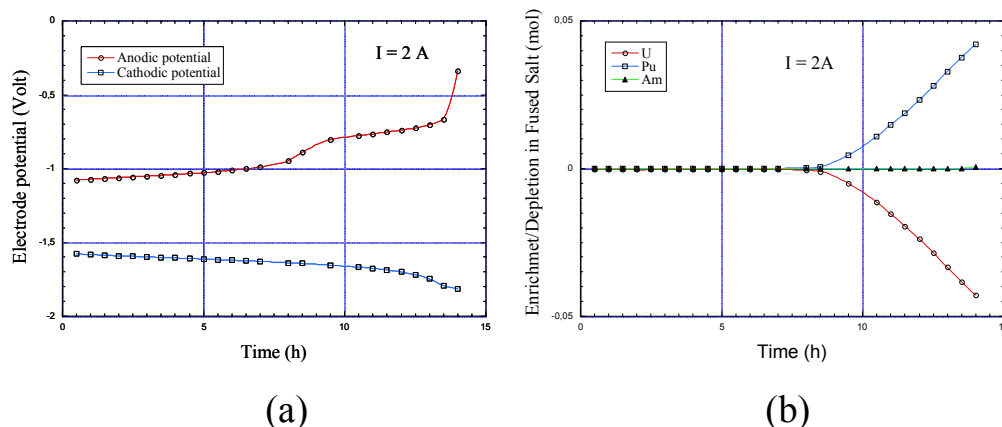 0
I = 2 A
Anodic potential
Cathodic potential
-0,5
-1
-1,5
-2
0
5
10
15
Electrode potential (Volt)
Time (h)
(a)
0,05
U
Pu
Am
I = 2A
0
-0,05
0
5
10
Enrichmet/Depletion in Fused Salt (mol)
Time (h)
(b)